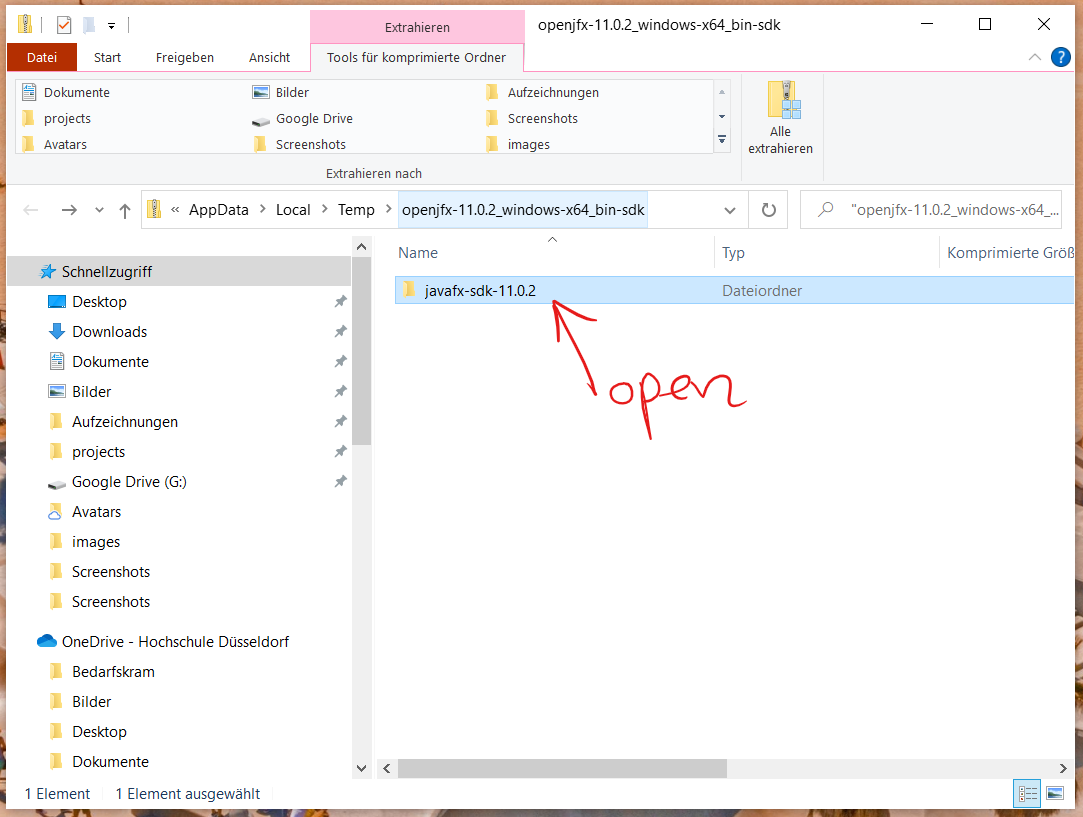 Extrahieren
openjfx-11.0.2_windows-x64_bin-sdk
Datei
Start
Freigeben
Ansicht
Tools für komprimierte Ordner
?
Dokumente
Bilder
Aufzeichnungen
projects
Google Drive
Screenshots
Avatars
Screenshots
images
Alle
extrahieren
Extrahieren nach
« AppData > Local > Temp > openjfx-11.0.2_windows-x64_bin-sdk
"openjfx-11.0.2_windows-x64_...
Name
Typ
Komprimierte Größ
javafx-sdk-11.0.2
Dateiordner
open
Schnellzugriff
Desktop
Downloads
Dokumente
Bilder
Aufzeichnungen
projects
Google Drive (G:)
Avatars
images
Screenshots
Screenshots
OneDrive - Hochschule Düsseldorf
Bedarfskram
Bilder
Desktop
Dokumente
1 Element
1 Element ausgewählt